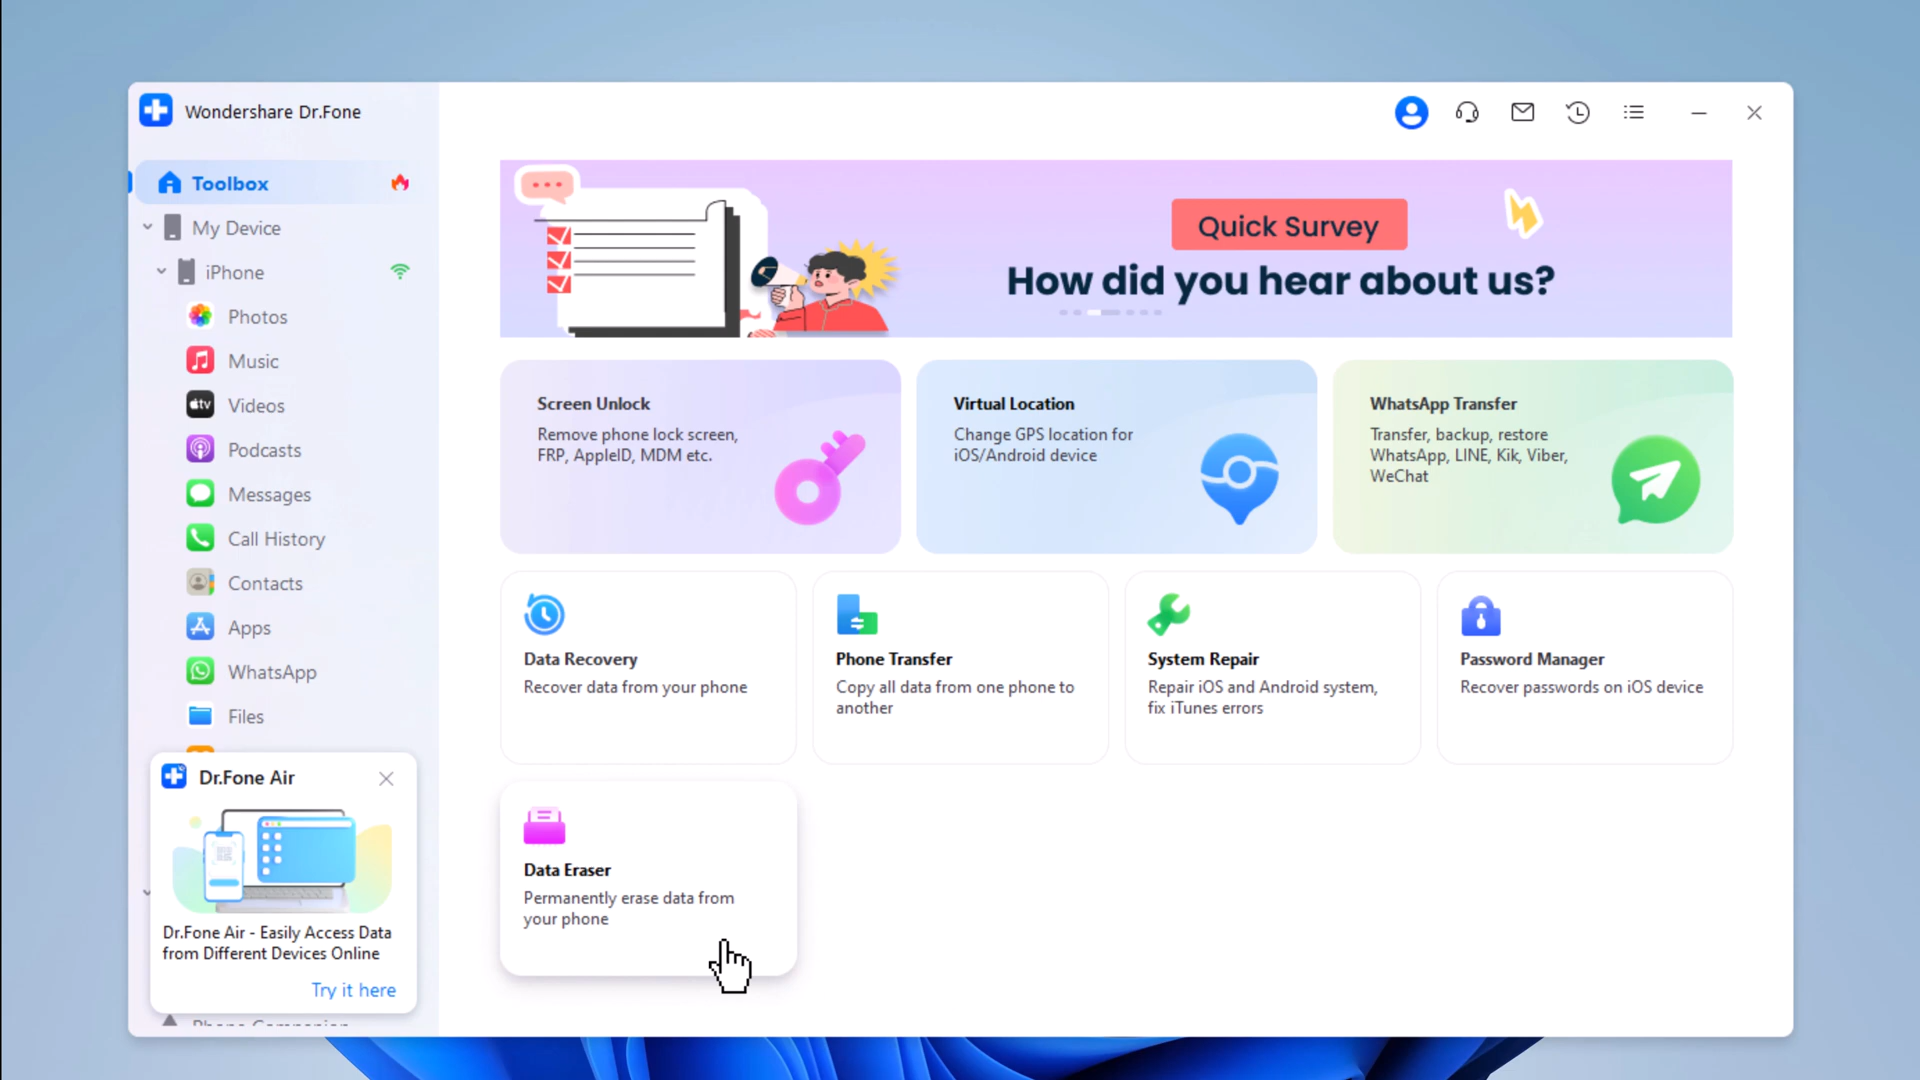 Wondershare Dr.Fone
Toolbox
My Device
iPhone
Photos
Music
tv
Videos
Podcasts
Messages
Call History
Contacts
Apps
WhatsApp
Files
Dr.Fone Air
Dr.Fone Air - Easily Access Data
from Different Devices Online
Try it here
Phone Companion
Quick Survey
How did you hear about us?
Screen Unlock
Remove phone lock screen,
FRP, AppleID, MDM etc.
Virtual Location
Change GPS location for
iOS/Android device
WhatsApp Transfer
Transfer, backup, restore
WhatsApp, LINE, Kik, Viber,
WeChat
Data Recovery
Recover data from your phone
Phone Transfer
Copy all data from one phone to
another
System Repair
Repair iOS and Android system,
fix iTunes errors
Password Manager
Recover passwords on iOS device
Data Eraser
Permanently erase data from
your phone